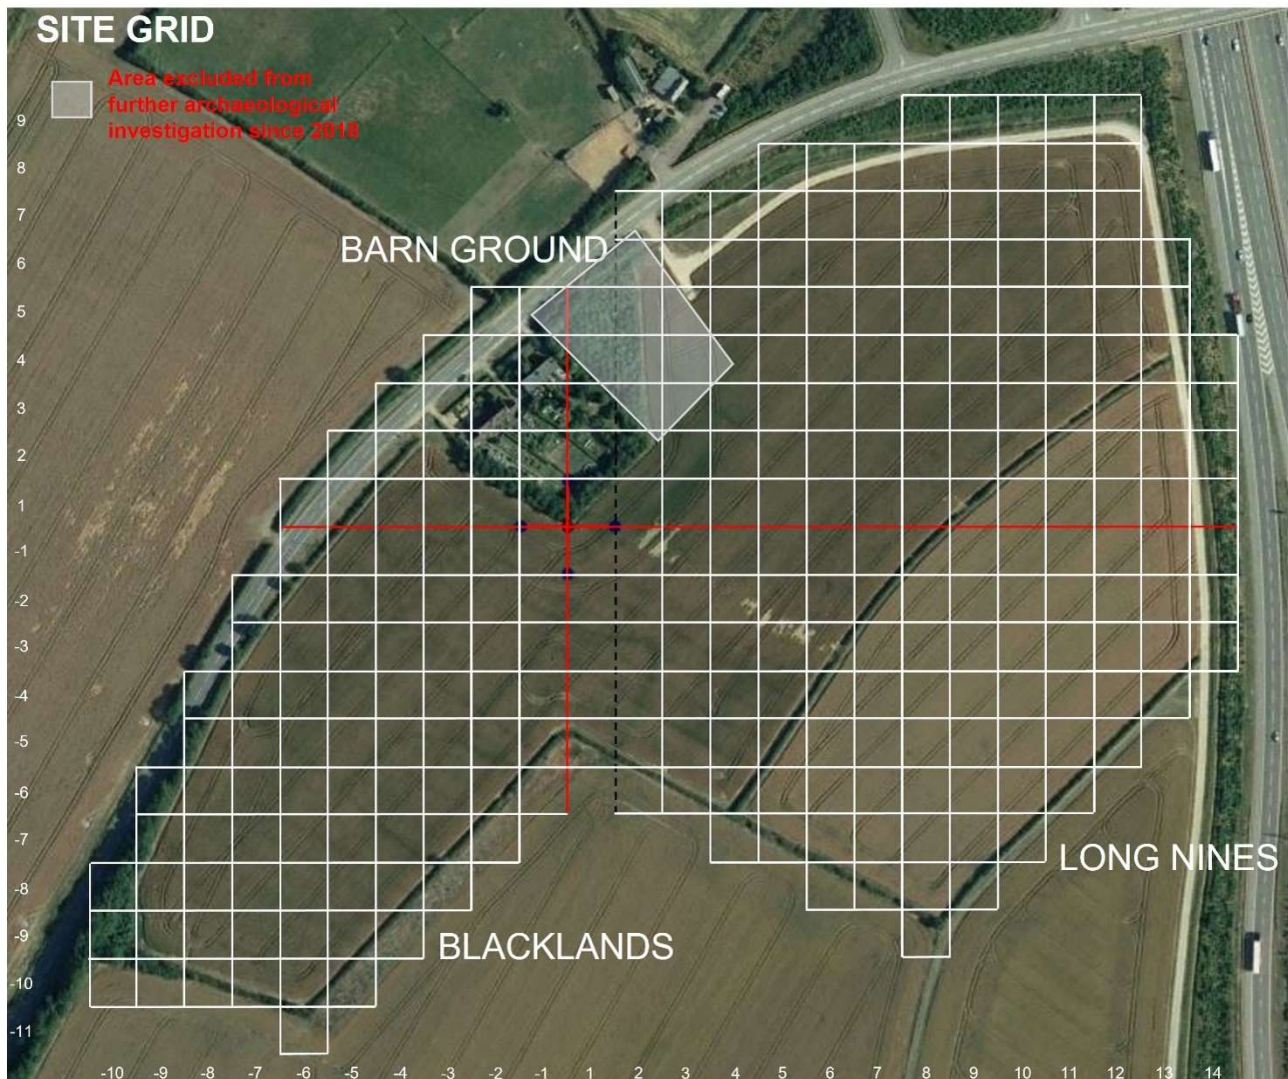 SITE GRID
Area excluded from
further archaeological
investigation since 2018
9
8
7
6
5
4
3
2
1
-1
-2
-3
-4
-5
-6
-7
-8
-9
-10
-11
BARN GROUND
LONG NINES
BLACKLANDS
-10 -9 -8 -7 -6 -5 -4 -3 -2 -1 1 2 3 4 5 6 7 8 9 10 11 12 13 14